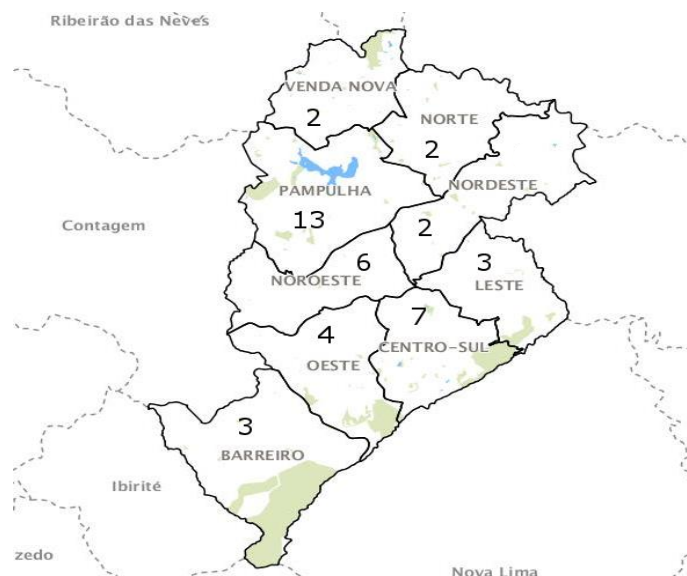 Ribeirão das Neves
VENDA NOVA
2
NORTE
2
PAMPULHA
13
NORDESTE
2
Contagem
NOROESTE
6
3
LESTE
4
OESTE
7
CENTRO-SUL
3
BARREIRO
Ibirité
zedo
Nova Lima